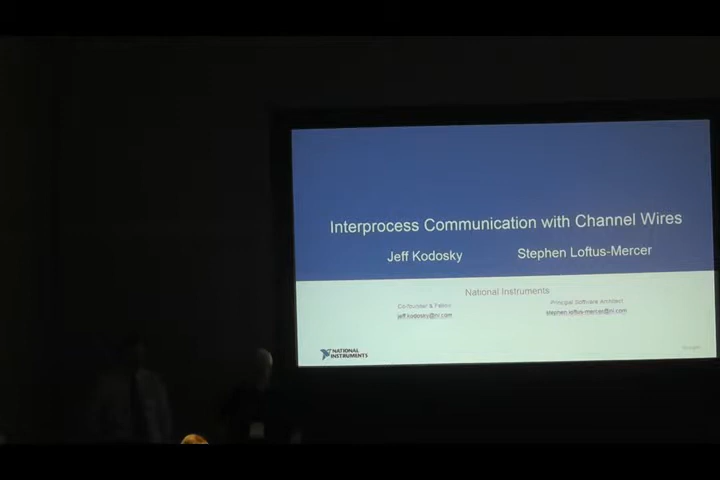 Interprocess Communication with Channel Wires
Jeff Kodosky Stephen Loftus-Mercer
National Instruments
Co-founder & Fellow Principal Software Architect
jeff.kodosky@ni.com stephen.loftus-mercer@ni.com
NATIONAL
INSTRUMENTS